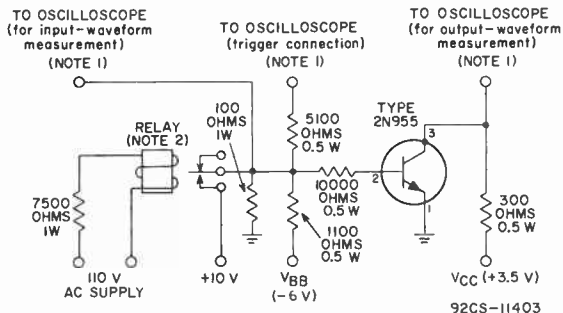 TO OSCILLOSCOPE
(for input-waveform
measurement)
(NOTE 1)
TO OSCILLOSCOPE
(trigger connection)
(NOTE 1)
TO OSCILLOSCOPE
(for output-waveform
measurement)
(NOTE 1)
RELAY
(NOTE 2)
100
OHMS
1W
5100
OHMS
0.5 W
TYPE
2N955
3
2
1
7500
OHMS
1W
10000
OHMS
0.5 W
1100
OHMS
0.5 W
300
OHMS
0.5 W
110 V
AC SUPPLY
+10 V
VBB
(-6 V)
VCC (+3.5 V)
92CS-11403